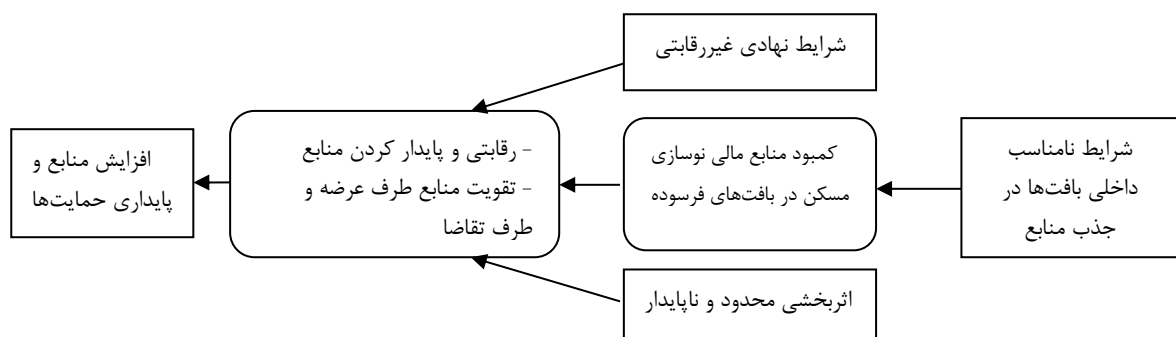 شرایط نهادی غیررقابتی
شرایط نامناسب
داخلی بافت‌ها در
جذب منابع
کمبود منابع مالی نوسازی
مسکن در بافت‌های فرسوده
- رقابتی و پایدار کردن منابع
- تقویت منابع طرف عرضه و
طرف تقاضا
افزایش منابع و
پایداری حمایت‌ها
اثربخشی محدود و ناپایدار